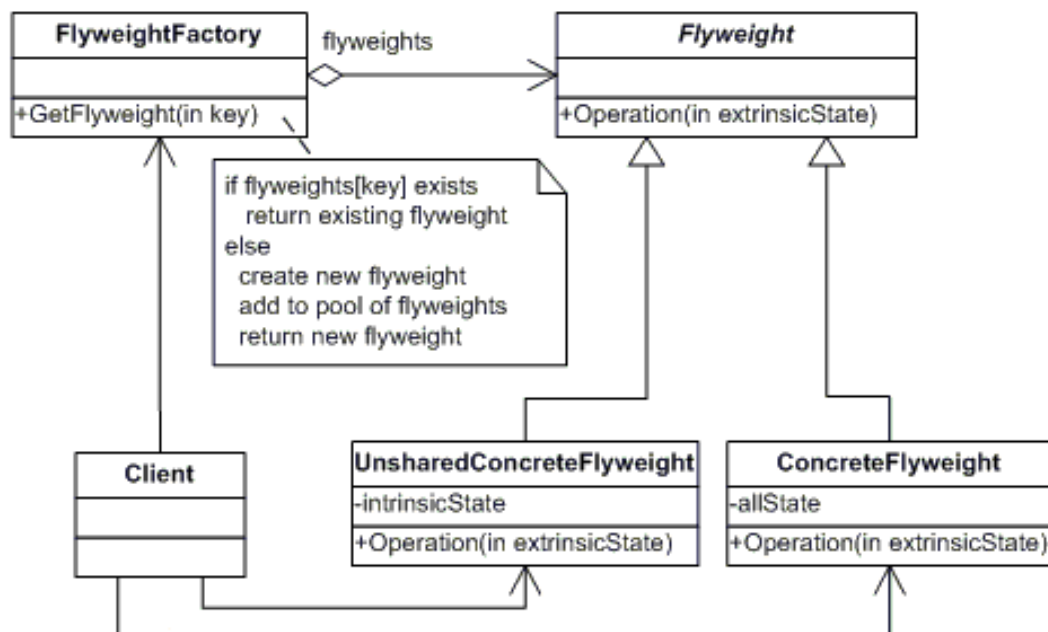 FlyweightFactory
+GetFlyweight(in key)
flyweights
Flyweight
+Operation(in extrinsicState)
if flyweights[key] exists
return existing flyweight
else
create new flyweight
add to pool of flyweights
return new flyweight
Client
UnsharedConcreteFlyweight
-intrinsicState
+Operation(in extrinsicState)
ConcreteFlyweight
-allState
+Operation(in extrinsicState)